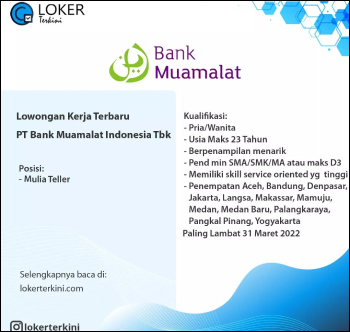 LOKER
Terkini
Bank
Muamalat
Lowongan Kerja Terbaru
PT Bank Muamalat Indonesia Tbk
Posisi:
- Mulia Teller
Kualifikasi:
- Pria/Wanita
- Usia Maks 23 Tahun
- Berpenampilan menarik
- Pend min SMA/SMK/MA atau maks D3
- Memiliki skill service oriented yg tinggi
- Penempatan Aceh, Bandung, Denpasar,
Jakarta, Langsa, Makassar, Mamuju,
Medan, Medan Baru, Palangkaraya,
Pangkal Pinang, Yogyakarta
Paling Lambat 31 Maret 2022
Selengkapnya baca di:
lokerterkini.com
lokerterkini